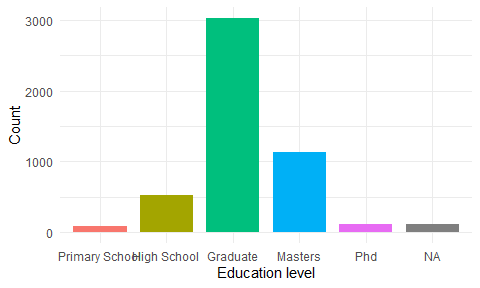 3000
2000
1000
0
Count
Primary School High School Graduate Masters Phd NA
Education level